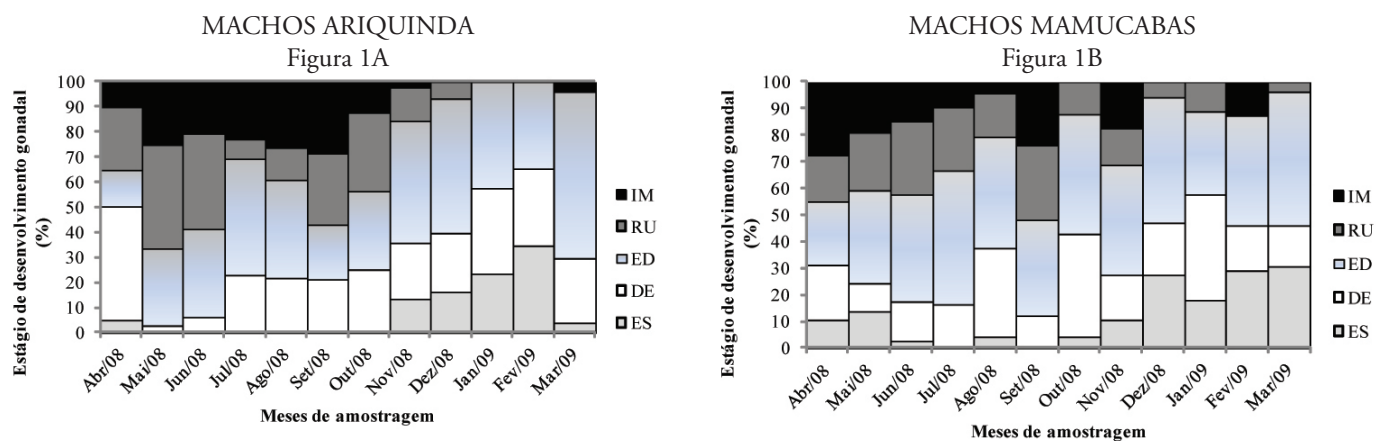 MACHOS ARIQUINDA
Figura 1A
Estágio de desenvolvimento gonadal
(%)
100
90
80
70
60
50
40
30
20
10
0
Abr/08
Mai/08
Jun/08
Jul/08
Ago/08
Set/08
Out/08
Nov/08
Dez/08
Jan/09
Fev/09
Mar/09
Meses de amostragem
IM
RU
ED
DE
ES
MACHOS MAMUCABAS
Figura 1B
Estágio de desenvolvimento gonadal
(%)
100
90
80
70
60
50
40
30
20
10
0
Abr/08
Mai/08
Jun/08
Jul/08
Ago/08
Set/08
Out/08
Nov/08
Dez/08
Jan/09
Fev/09
Mar/09
Meses de amostragem
IM
RU
ED
DE
ES